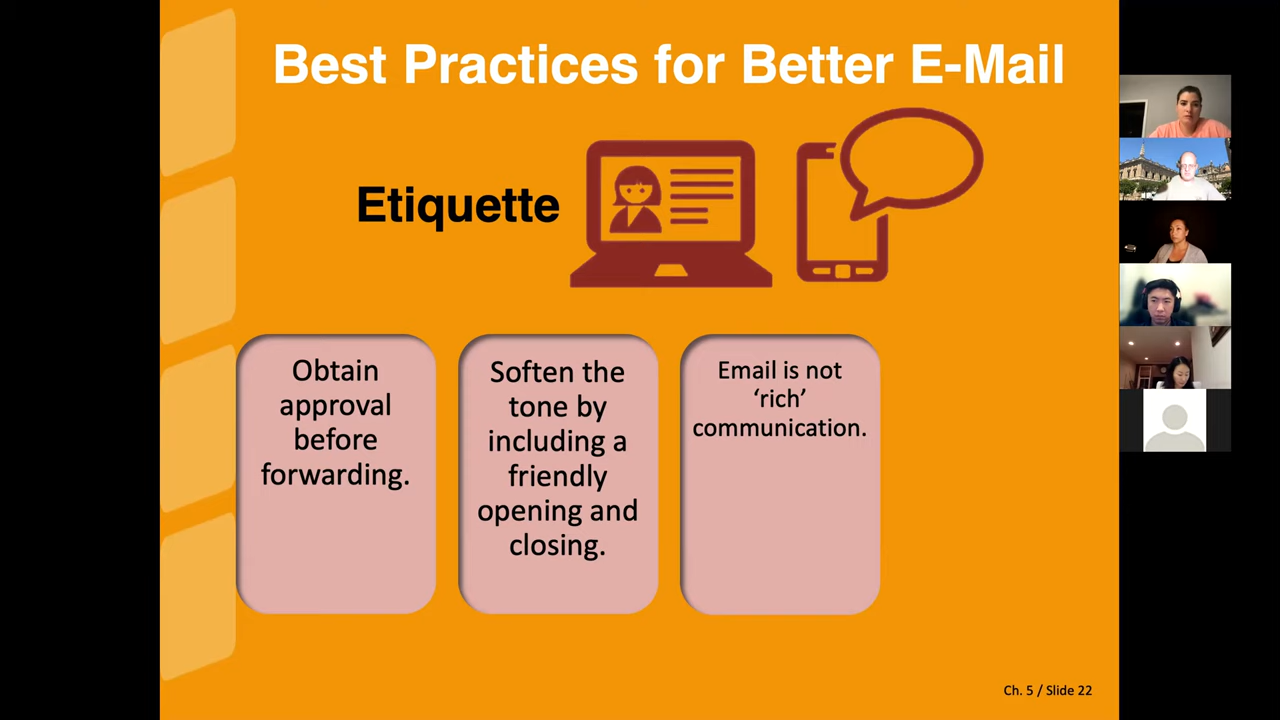 Best Practices for Better E-Mail
Etiquette
Obtain
approval
before
forwarding.
Soften the
tone by
including a
friendly
opening and
closing.
Email is not
‘rich’
communication.
Ch. 5 / Slide 22